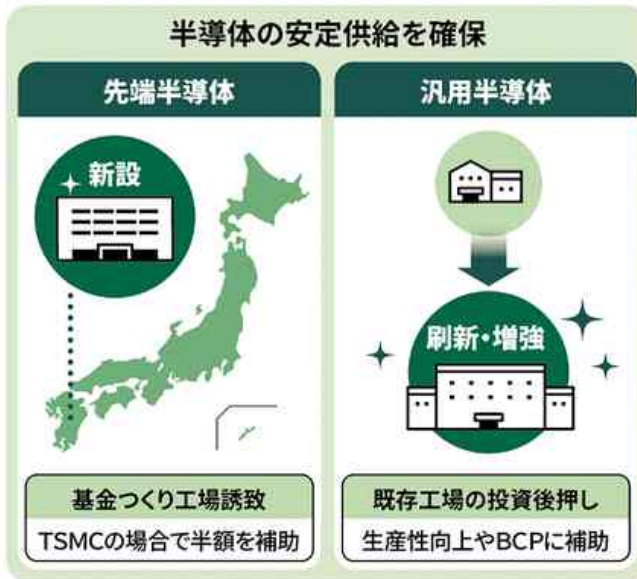 半導体の安定供給を確保
先端半導体
新設
基金つくり工場誘致
TSMCの場合で半額を補助
汎用半導体
刷新・増強
既存工場の投資後押し
生産性向上やBCPに補助